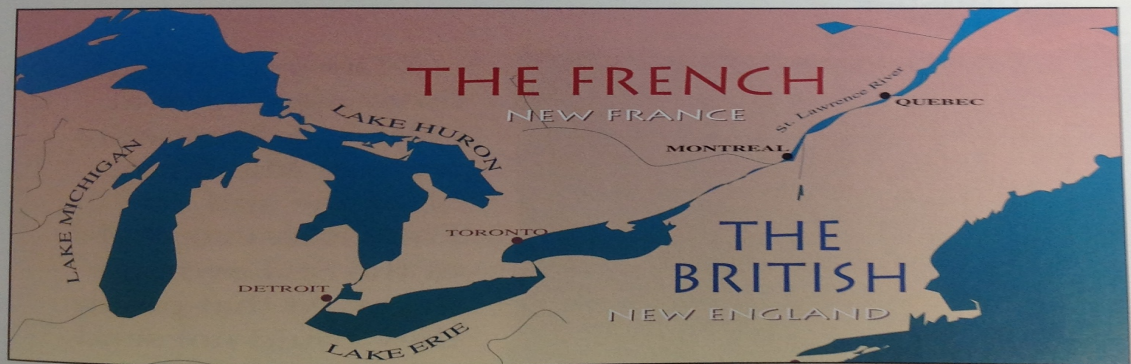 THE FRENCH
NEW FRANCE
St. Lawrence River
QUEBEC
LAKE HURON
MONTREAL
LAKE MICHIGAN
TORONTO
THE
BRITISH
DETROIT
NEW ENGLAND
LAKE ERIE